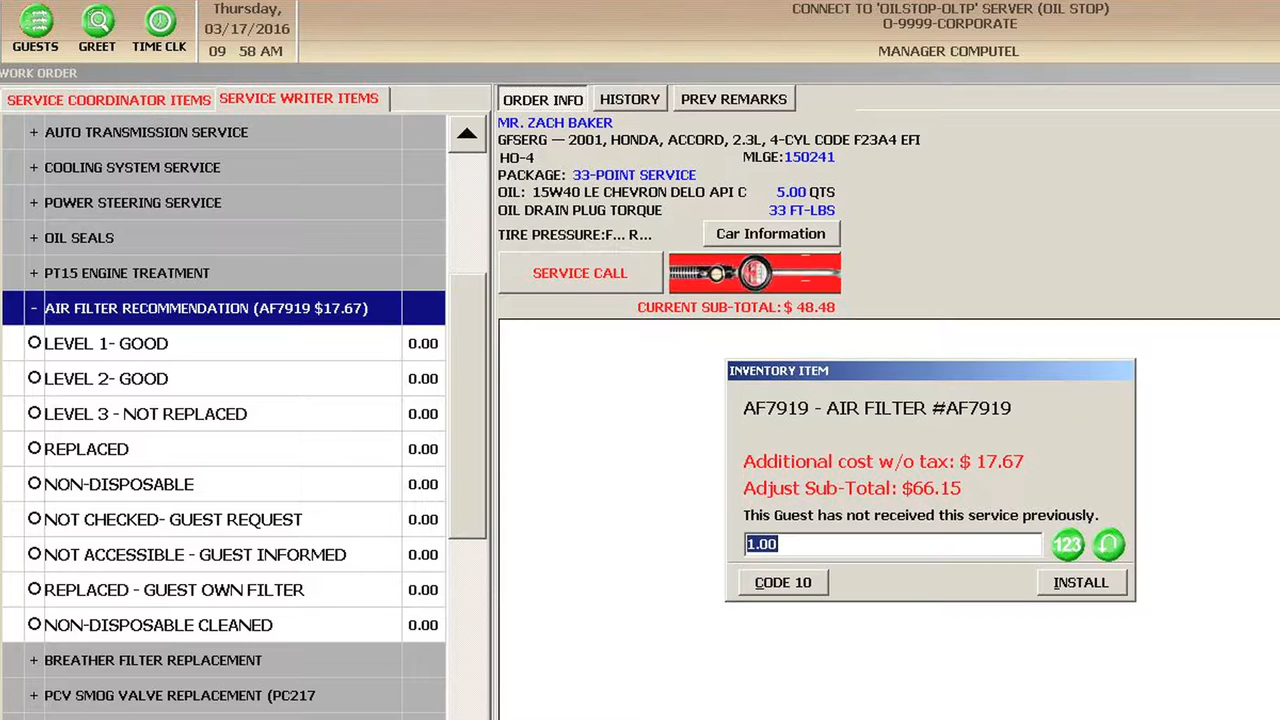 GUESTS
GREET
TIME CLK
Thursday,
03/17/2016
09 58 AM
CONNECT TO 'OILSTOP-OLTP' SERVER (OIL STOP)
O-9999-CORPORATE
MANAGER COMPUTEL
WORK ORDER
SERVICE COORDINATOR ITEMS
SERVICE WRITER ITEMS
+ AUTO TRANSMISSION SERVICE
+ COOLING SYSTEM SERVICE
+ POWER STEERING SERVICE
+ OIL SEALS
+ PT15 ENGINE TREATMENT
- AIR FILTER RECOMMENDATION (AF7919 $17.67)
LEVEL 1- GOOD 0.00
LEVEL 2- GOOD 0.00
LEVEL 3 - NOT REPLACED 0.00
REPLACED 0.00
NON-DISPOSABLE 0.00
NOT CHECKED- GUEST REQUEST 0.00
NOT ACCESSIBLE - GUEST INFORMED 0.00
REPLACED - GUEST OWN FILTER 0.00
NON-DISPOSABLE CLEANED 0.00
+ BREATHER FILTER REPLACEMENT
+ PCV SMOG VALVE REPLACEMENT (PC217
ORDER INFO
HISTORY
PREV REMARKS
MR. ZACH BAKER
GFSERG — 2001, HONDA, ACCORD, 2.3L, 4-CYL CODE F23A4 EFI
HO-4 MLGE:150241
PACKAGE: 33-POINT SERVICE
OIL: 15W40 LE CHEVRON DELO API C 5.00 QTS
OIL DRAIN PLUG TORQUE 33 FT-LBS
TIRE PRESSURE:F... R...
Car Information
SERVICE CALL
CURRENT SUB-TOTAL: $ 48.48
INVENTORY ITEM
AF7919 - AIR FILTER #AF7919
Additional cost w/o tax: $ 17.67
Adjust Sub-Total: $66.15
This Guest has not received this service previously.
1.00
123
CODE 10
INSTALL